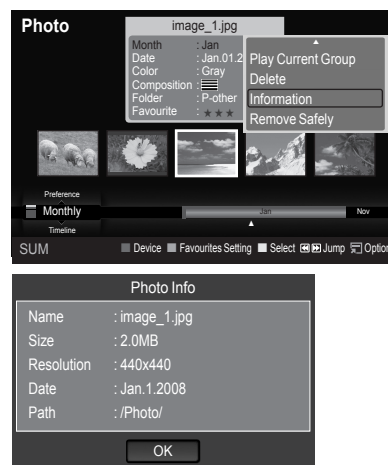 Photo
image_1.jpg
Month : Jan
Date : Jan.01.2
Color : Gray
Composition :
Folder : P-other
Favourite : ★ ★ ★
Play Current Group
Delete
Information
Remove Safely
Preference
Monthly
Timeline
Jan
Nov
SUM
Device
Favourites Setting
Select
Jump
Option
Photo Info
Name : image_1.jpg
Size : 2.0MB
Resolution : 440x440
Date : Jan.1.2008
Path : /Photo/
OK